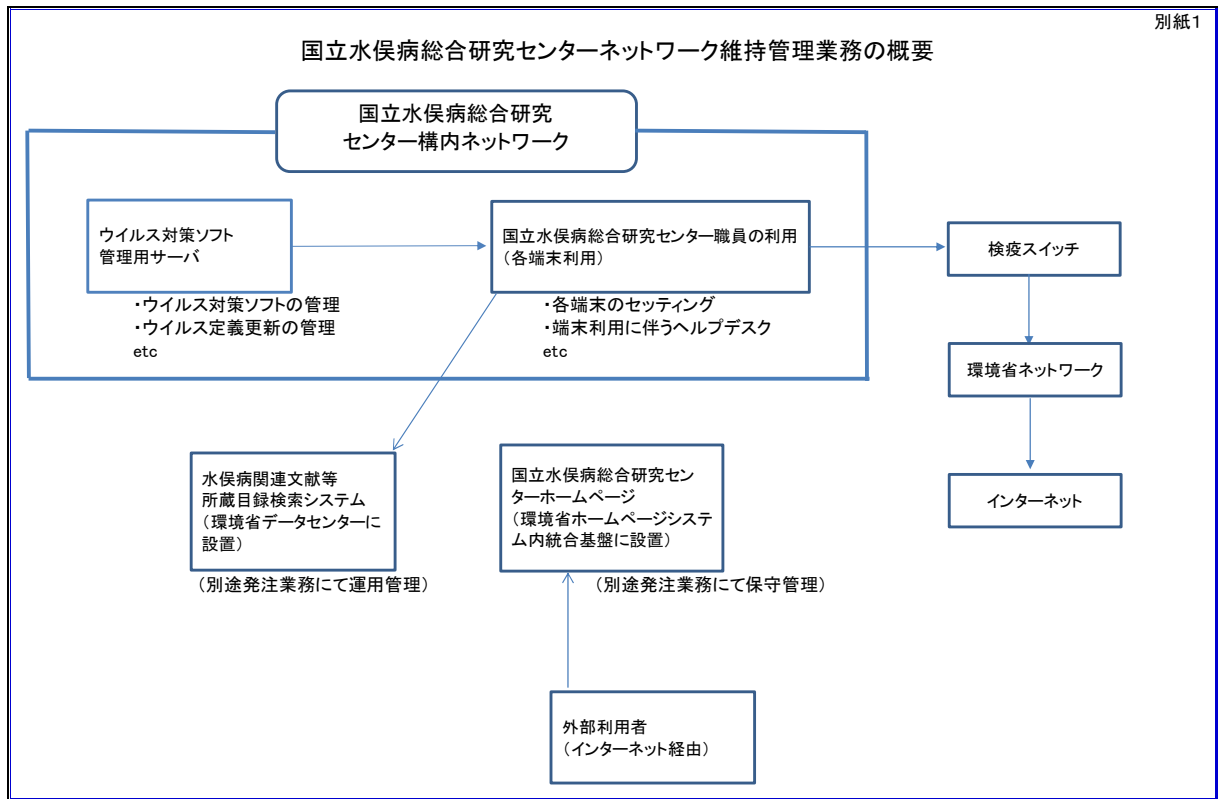 別紙1
国立水俣病総合研究センターネットワーク維持管理業務の概要
国立水俣病総合研究
センター構内ネットワーク
ウイルス対策ソフト
管理用サーバ
・ウイルス対策ソフトの管理
・ウイルス定義更新の管理
etc
国立水俣病総合研究センター職員の利用
（各端末利用）
・各端末のセッティング
・端末利用に伴うヘルプデスク
etc
検疫スイッチ
環境省ネットワーク
インターネット
水俣病関連文献等
所蔵目録検索システム
（環境省データセンターに
設置）
（別途発注業務にて運用管理）
国立水俣病総合研究セン
ターホームページ
（環境省ホームページシステ
ム内統合基盤に設置）
（別途発注業務にて保守管理）
外部利用者
（インターネット経由）